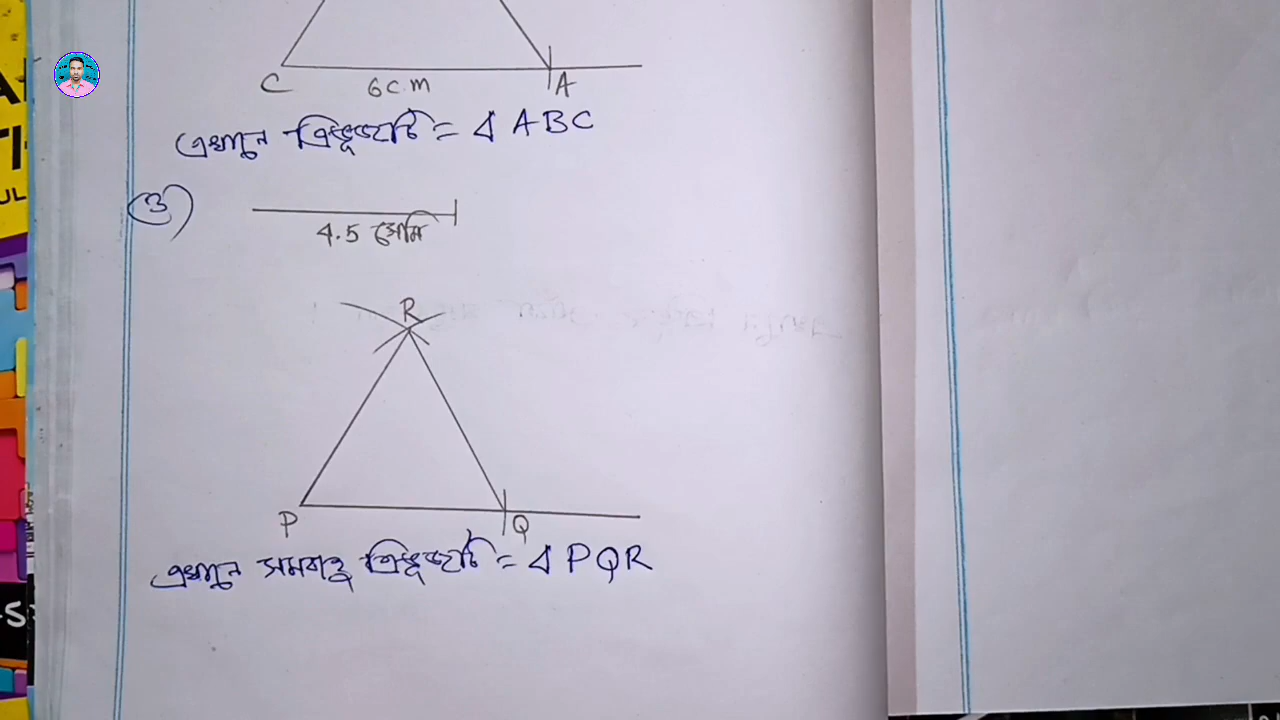 C 6 c.m A
এখানে ত্রিভূজটি = △ ABC
৩)
4.5 সেমি
R
P Q
এখানে সমবাহু ত্রিভূজটি = △ PQR